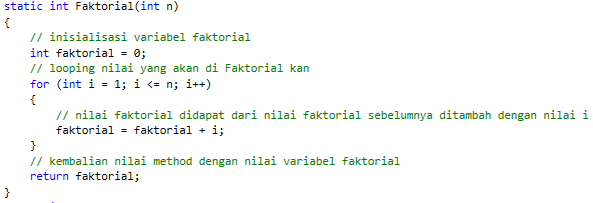 static int Faktorial(int n)
{
// inisialisasi variabel faktorial
int faktorial = 0;
// looping nilai yang akan di Faktorial kan
for (int i = 1; i <= n; i++)
{
// nilai faktorial didapat dari nilai faktorial sebelumnya ditambah dengan nilai i
faktorial = faktorial + i;
}
// kembalian nilai method dengan nilai variabel faktorial
return faktorial;
}